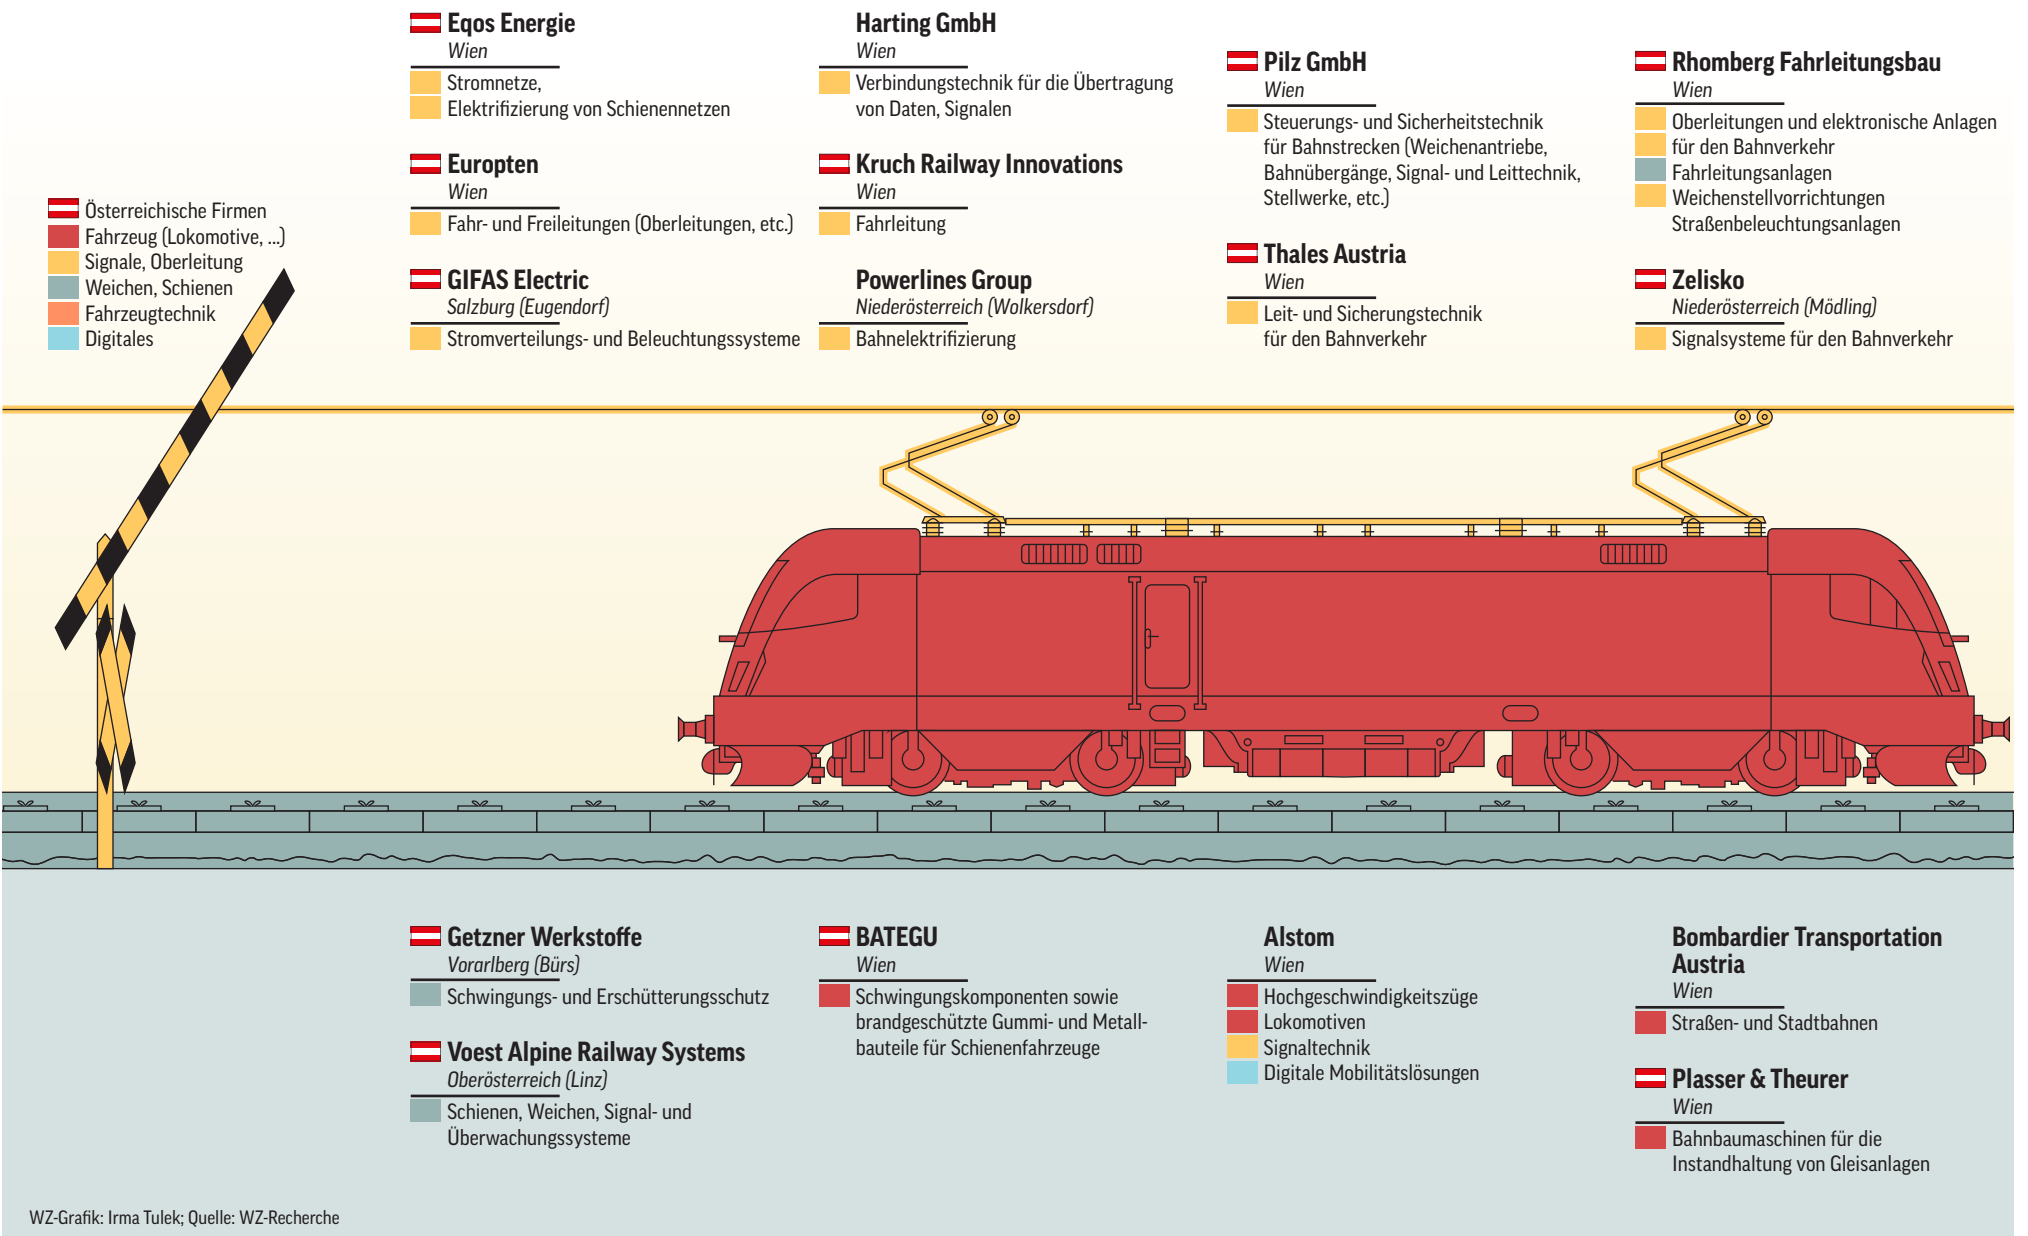 Österreichische Firmen
Fahrzeug (Lokomotive, ...)
Signale, Oberleitung
Weichen, Schienen
Fahrzeugtechnik
Digitales
Eqos Energie
Wien
Stromnetze,
Elektrifizierung von Schienennetzen
Europten
Wien
Fahr- und Freileitungen (Oberleitungen, etc.)
GIFAS Electric
Salzburg (Eugendorf)
Stromverteilungs- und Beleuchtungssysteme
Harting GmbH
Wien
Verbindungstechnik für die Übertragung
von Daten, Signalen
Kruch Railway Innovations
Wien
Fahrleitung
Powerlines Group
Niederösterreich (Wolkersdorf)
Bahnelektrifizierung
Pilz GmbH
Wien
Steuerungs- und Sicherheitstechnik
für Bahnstrecken (Weichenantriebe,
Bahnübergänge, Signal- und Leittechnik,
Stellwerke, etc.)
Thales Austria
Wien
Leit- und Sicherungstechnik
für den Bahnverkehr
Rhomberg Fahrleitungsbau
Wien
Oberleitungen und elektronische Anlagen
für den Bahnverkehr
Fahrleitungsanlagen
Weichenstellvorrichtungen
Straßenbeleuchtungsanlagen
Zelisko
Niederösterreich (Mödling)
Signalsysteme für den Bahnverkehr
Getzner Werkstoffe
Vorarlberg (Bürs)
Schwingungs- und Erschütterungsschutz
Voest Alpine Railway Systems
Oberösterreich (Linz)
Schienen, Weichen, Signal- und
Überwachungssysteme
BATEGU
Wien
Schwingungskomponenten sowie
brandgeschützte Gummi- und Metall-
bauteile für Schienenfahrzeuge
Alstom
Wien
Hochgeschwindigkeitszüge
Lokomotiven
Signaltechnik
Digitale Mobilitätslösungen
Bombardier Transportation
Austria
Wien
Straßen- und Stadtbahnen
Plasser & Theurer
Wien
Bahnbaumaschinen für die
Instandhaltung von Gleisanlagen
WZ-Grafik: Irma Tulek; Quelle: WZ-Recherche